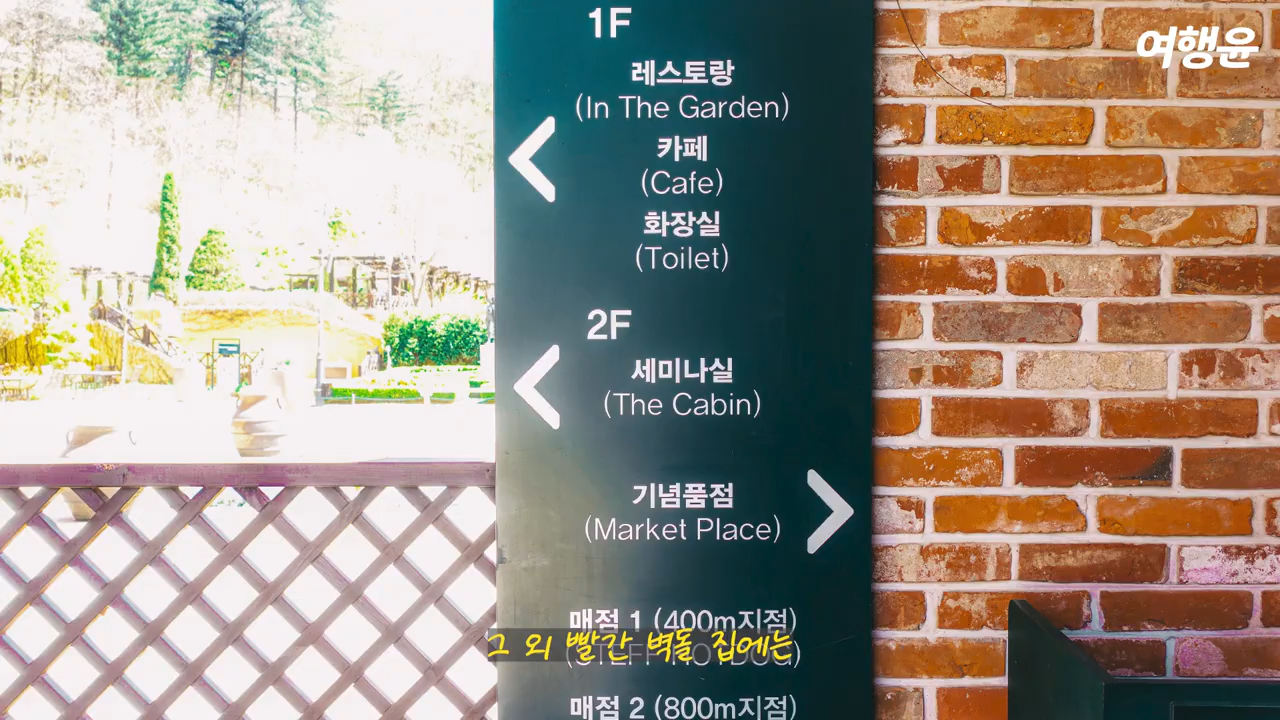 여행윤
1F
레스토랑
(In The Garden)
카페
(Cafe)
화장실
(Toilet)
2F
세미나실
(The Cabin)
기념품점
(Market Place)
매점 1 (400m지점)
그 외 빨간 벽돌 집에는
매점 2 (800m지점)